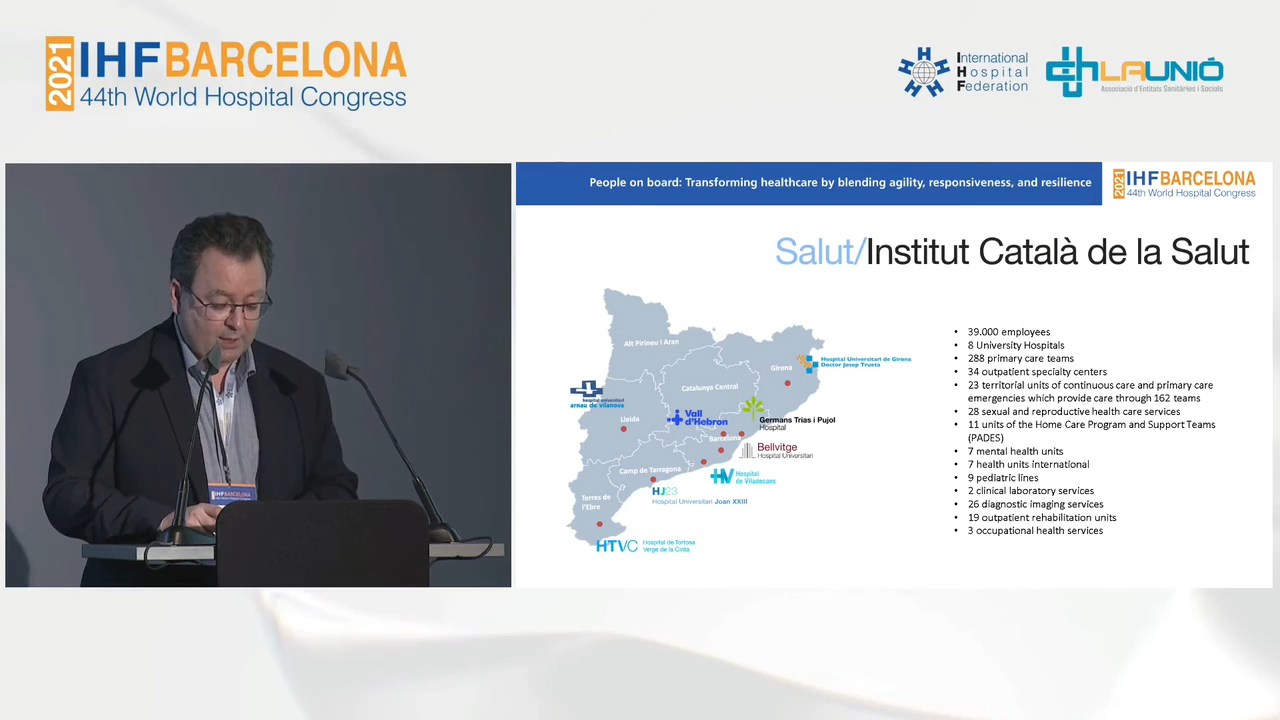 2021
IHFBARCELONA
44th World Hospital Congress
International
Hospital
Federation
LAUNIÓ
Associació d'Entitats Sanitàries i Socials
People on board: Transforming healthcare by blending agility, responsiveness, and resilience
2021
IHFBARCELONA
44th World Hospital Congress
Salut/Institut Català de la Salut
Alt Pirineu i Aran
Girona
Hospital Universitari de Girona
Doctor Josep Trueta
Catalunya Central
hospital universitari
arnau de vilanova
Lleida
Vall
d'Hebron
Germans Trias i Pujol
Hospital
Barcelona
Bellvitge
Hospital Universitari
Camp de Tarragona
HV
Hospital
de Viladecans
HJ23
Hospital Universitari Joan XXIII
Terres de
l'Ebre
HTVC
Hospital de Tortosa
Verge de la Cinta
• 39.000 employees
• 8 University Hospitals
• 288 primary care teams
• 34 outpatient specialty centers
• 23 territorial units of continuous care and primary care
emergencies which provide care through 162 teams
• 28 sexual and reproductive health care services
• 11 units of the Home Care Program and Support Teams
(PADES)
• 7 mental health units
• 7 health units international
• 9 pediatric lines
• 2 clinical laboratory services
• 26 diagnostic imaging services
• 19 outpatient rehabilitation units
• 3 occupational health services
IHFBARCELONA